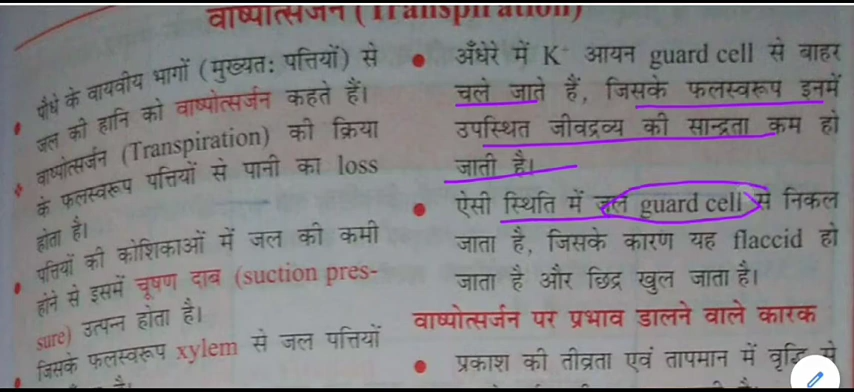 वाष्पोत्सर्जन (Transpiration)
पौधे के वायवीय भागों (मुख्यतः पत्तियों) से
जल की हानि को वाष्पोत्सर्जन कहते हैं।
वाष्पोत्सर्जन (Transpiration) की क्रिया
के फलस्वरूप पत्तियों से पानी का loss
होता है।
पत्तियों की कोशिकाओं में जल की कमी
होने से इसमें चूषण दाब (suction pres-
sure) उत्पन्न होता है।
जिसके फलस्वरूप xylem से जल पत्तियों
है।
अँधेरे में K⁺ आयन guard cell से बाहर
चले जाते हैं, जिसके फलस्वरूप इनमें
उपस्थित जीवद्रव्य की सान्द्रता कम हो
जाती है।
ऐसी स्थिति में जल guard cell से निकल
जाता है, जिसके कारण यह flaccid हो
जाता है और छिद्र खुल जाता है।
वाष्पोत्सर्जन पर प्रभाव डालने वाले कारक
प्रकाश की तीव्रता एवं तापमान में वृद्धि से